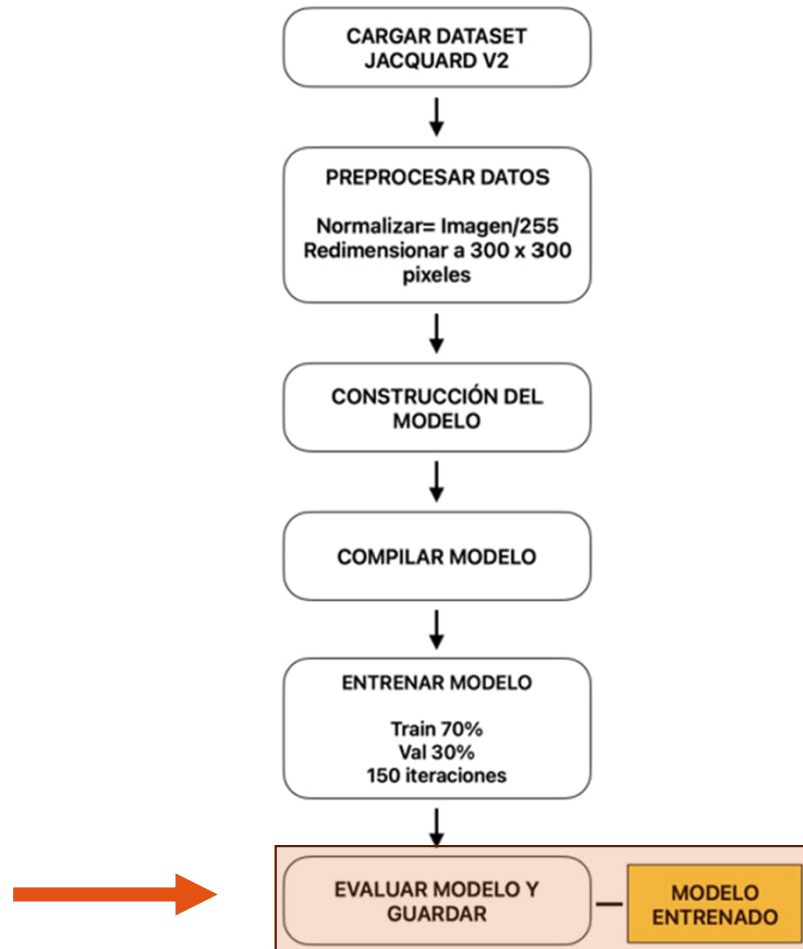 CARGAR DATASET
JACQUARD V2
PREPROCESAR DATOS
Normalizar= Imagen/255
Redimensionar a 300 x 300
pixeles
CONSTRUCCIÓN DEL
MODELO
COMPILAR MODELO
ENTRENAR MODELO
Train 70%
Val 30%
150 iteraciones
EVALUAR MODELO Y
GUARDAR
MODELO
ENTRENADO